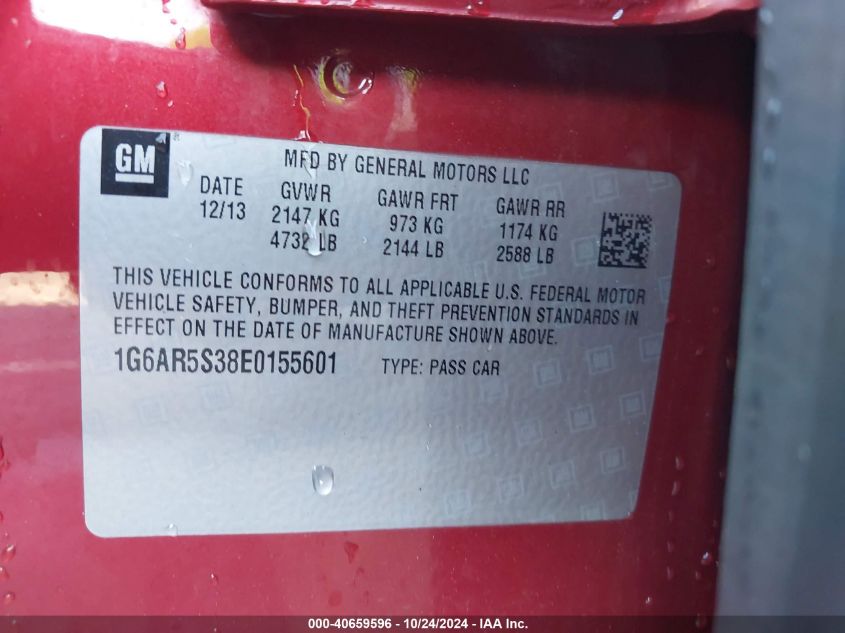 GM
MFD BY GENERAL MOTORS LLC
DATE GVWR GAWR FRT GAWR RR
12/13 2147 KG 973 KG 1174 KG
4732 LB 2144 LB 2588 LB
THIS VEHICLE CONFORMS TO ALL APPLICABLE U.S. FEDERAL MOTOR
VEHICLE SAFETY, BUMPER, AND THEFT PREVENTION STANDARDS IN
EFFECT ON THE DATE OF MANUFACTURE SHOWN ABOVE.
1G6AR5S38E0155601 TYPE: PASS CAR
000-40659596 - 10/24/2024 - IAA Inc.